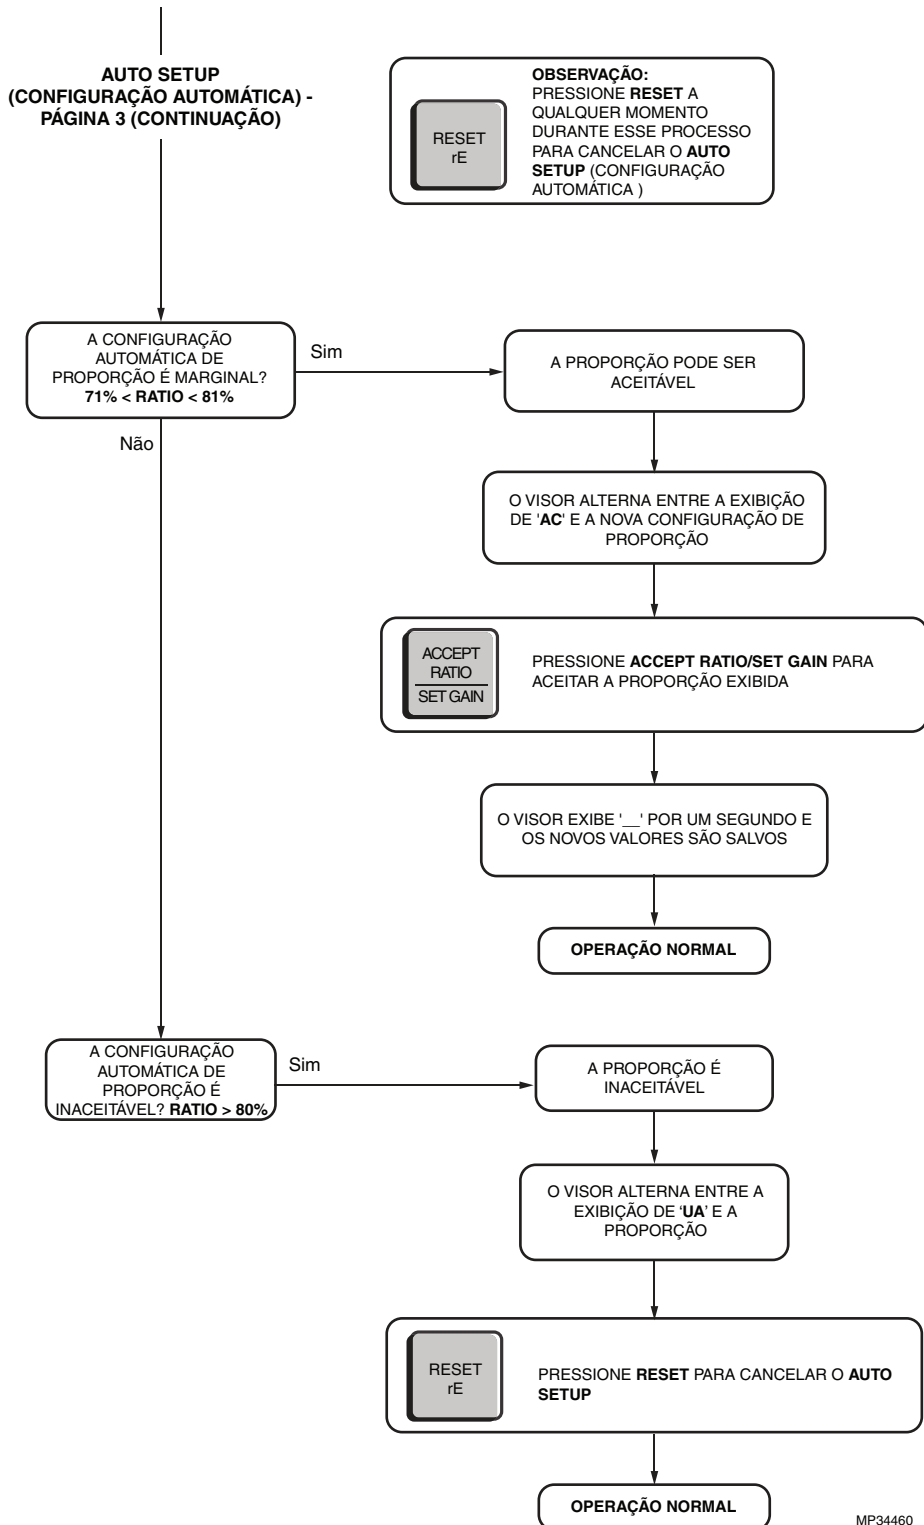 AUTO SETUP
(CONFIGURAÇÃO AUTOMÁTICA) -
PÁGINA 3 (CONTINUAÇÃO)
RESET
rE
OBSERVAÇÃO:
PRESSIONE RESET A
QUALQUER MOMENTO
DURANTE ESSE PROCESSO
PARA CANCELAR O AUTO
SETUP (CONFIGURAÇÃO
AUTOMÁTICA )
A CONFIGURAÇÃO
AUTOMÁTICA DE
PROPORÇÃO É MARGINAL?
71% < RATIO < 81%
Sim
A PROPORÇÃO PODE SER
ACEITÁVEL
Não
O VISOR ALTERNA ENTRE A EXIBIÇÃO
DE 'AC' E A NOVA CONFIGURAÇÃO DE
PROPORÇÃO
ACCEPT
RATIO
SET GAIN
PRESSIONE ACCEPT RATIO/SET GAIN PARA
ACEITAR A PROPORÇÃO EXIBIDA
O VISOR EXIBE '__' POR UM SEGUNDO E
OS NOVOS VALORES SÃO SALVOS
OPERAÇÃO NORMAL
A CONFIGURAÇÃO
AUTOMÁTICA DE
PROPORÇÃO É
INACEITÁVEL? RATIO > 80%
Sim
A PROPORÇÃO É
INACEITÁVEL
O VISOR ALTERNA ENTRE A
EXIBIÇÃO DE ‘UA’ E A
PROPORÇÃO
RESET
rE
PRESSIONE RESET PARA CANCELAR O AUTO
SETUP
OPERAÇÃO NORMAL
MP34460